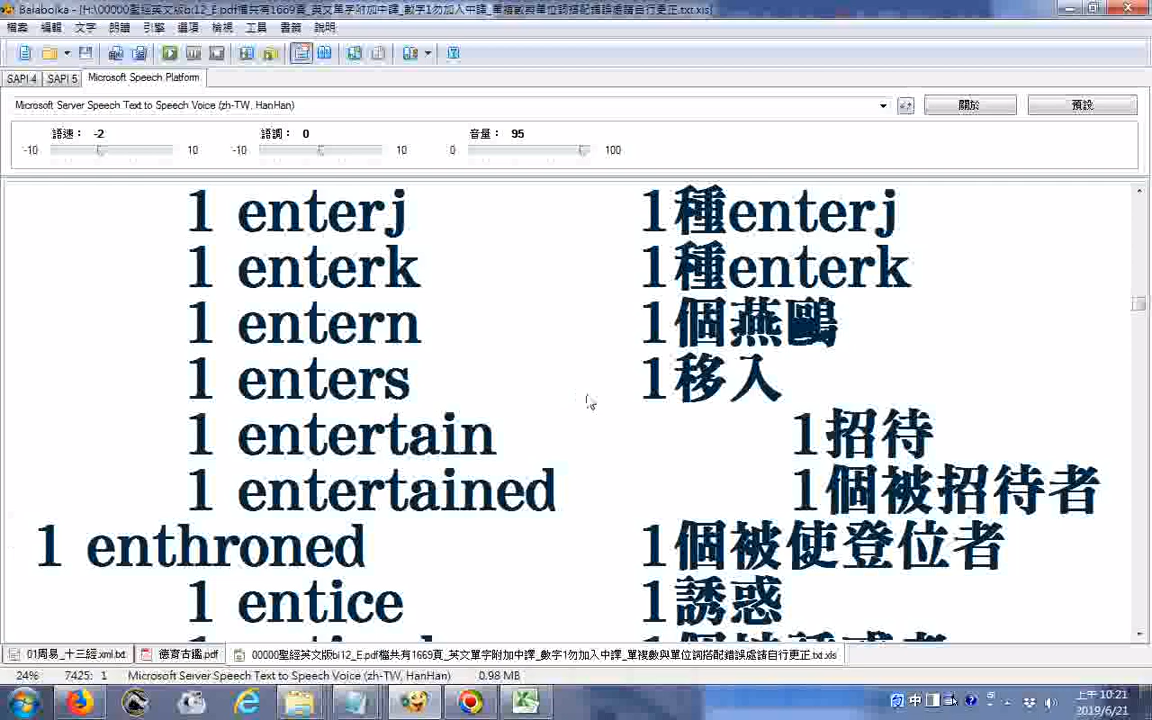 Balabolka - [H:\00000聖經英文版bi12_E.pdf檔共有1669頁_英文單字附加中譯_數字1勿加入中譯_單複數與單位詞搭配錯誤處請自行更正.txt.xls]
檔案 編輯 文字 朗讀 引擎 選項 檢視 工具 書籤 說明
SAPI 4 SAPI 5 Microsoft Speech Platform
Microsoft Server Speech Text to Speech Voice (zh-TW, HanHan) 關於 預設
語速： -2 語調： 0 音量： 95
-10 10 -10 10 0 100
1 enterj 1種enterj
1 enterk 1種enterk
1 entern 1個燕鷗
1 enters 1移入
1 entertain 1招待
1 entertained 1個被招待者
1 enthroned 1個被使登位者
1 entice 1誘惑
01周易_十三經.xml.txt 德育古鑑.pdf 00000聖經英文版bi12_E.pdf檔共有1669頁_英文單字附加中譯_數字1勿加入中譯_單複數與單位詞搭配錯誤處請自行更正.txt.xls
24% 7425: 1 Microsoft Server Speech Text to Speech Voice (zh-TW, HanHan) 0.98 MB
中 上午 10:21
2019/6/21